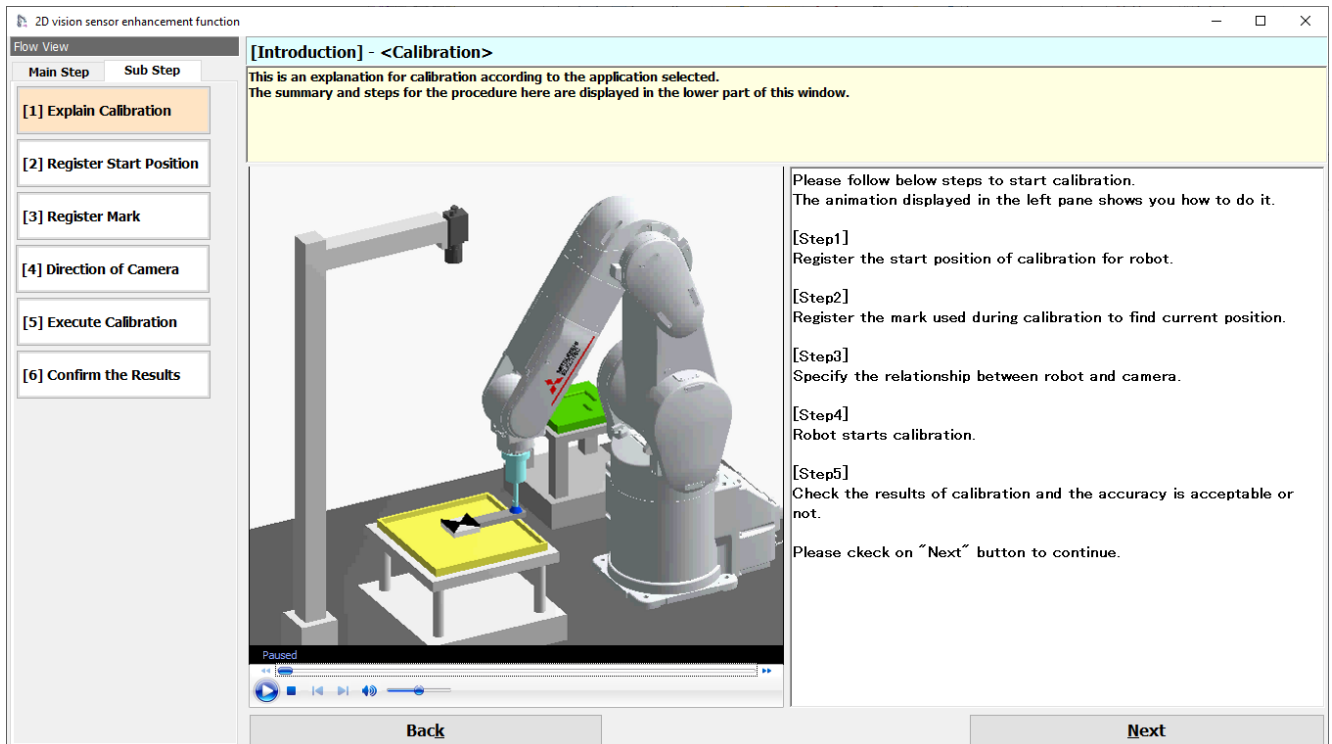 2D vision sensor enhancement function
Flow View
Main Step
Sub Step
[1] Explain Calibration
[2] Register Start Position
[3] Register Mark
[4] Direction of Camera
[5] Execute Calibration
[6] Confirm the Results
[Introduction] - <Calibration>
This is an explanation for calibration according to the application selected.
The summary and steps for the procedure here are displayed in the lower part of this window.
MITSUBISHI
ELECTRIC
Paused
Please follow below steps to start calibration.
The animation displayed in the left pane shows you how to do it.
[Step1]
Register the start position of calibration for robot.
[Step2]
Register the mark used during calibration to find current position.
[Step3]
Specify the relationship between robot and camera.
[Step4]
Robot starts calibration.
[Step5]
Check the results of calibration and the accuracy is acceptable or
not.
Please ckeck on "Next" button to continue.
Back
Next